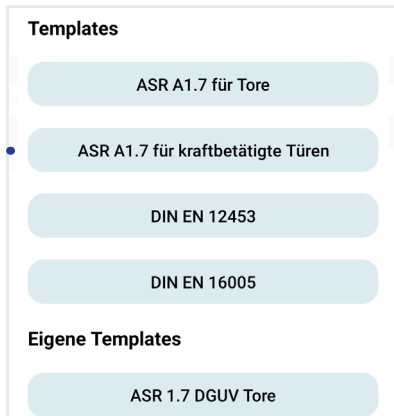 Templates
ASR A1.7 für Tore
ASR A1.7 für kraftbetätigte Türen
DIN EN 12453
DIN EN 16005
Eigene Templates
ASR 1.7 DGUV Tore